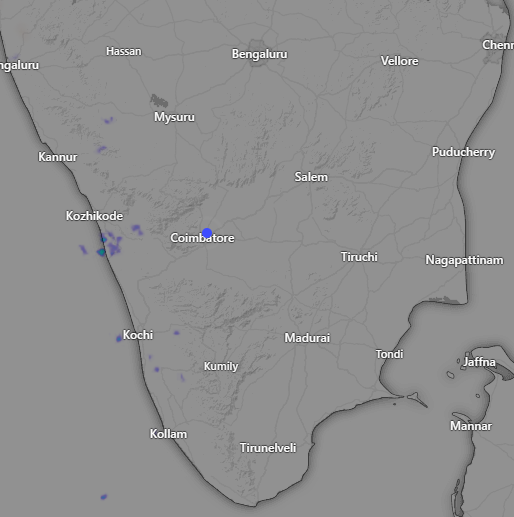 Hassan
Bengaluru
Chenn
ngaluru
Vellore
Mysuru
Kannur
Puducherry
Salem
Kozhikode
Coimbatore
Tiruchi
Nagapattinam
Kochi
Madurai
Tondi
Kumily
Jaffna
Kollam
Mannar
Tirunelveli